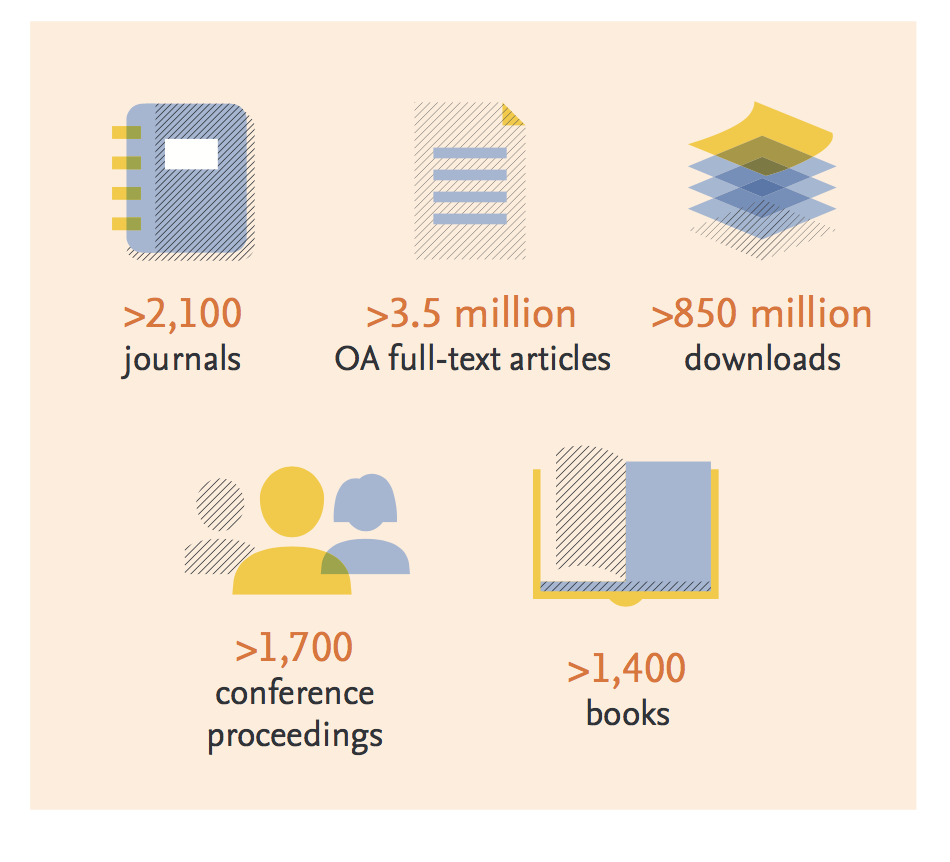 >2,100
journals
>3.5 million
OA full-text articles
>850 million
downloads
>1,700
conference
proceedings
>1,400
books